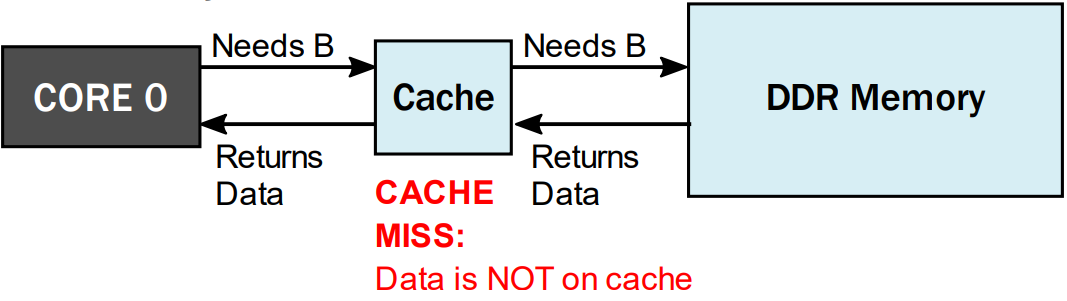 Needs B
Needs B
CORE 0
Cache
DDR Memory
Returns
Data
Returns
Data
CACHE
MISS:
Data is NOT on cache